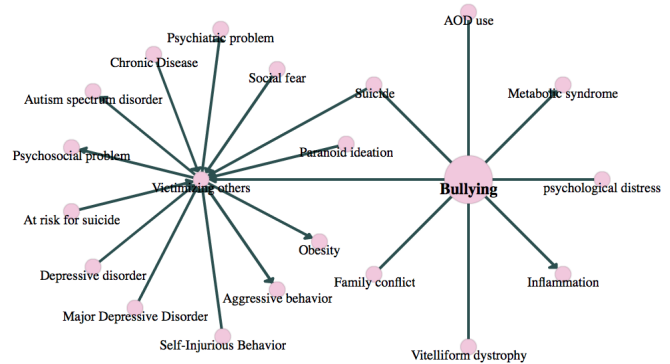 AOD use
Psychiatric problem
Chronic Disease
Social fear
Suicide
Metabolic syndrome
Autism spectrum disorder
Paranoid ideation
Psychosocial problem
Victimizing others
Bullying
psychological distress
At risk for suicide
Obesity
Depressive disorder
Family conflict
Inflammation
Aggressive behavior
Major Depressive Disorder
Self-Injurious Behavior
Vitelliform dystrophy